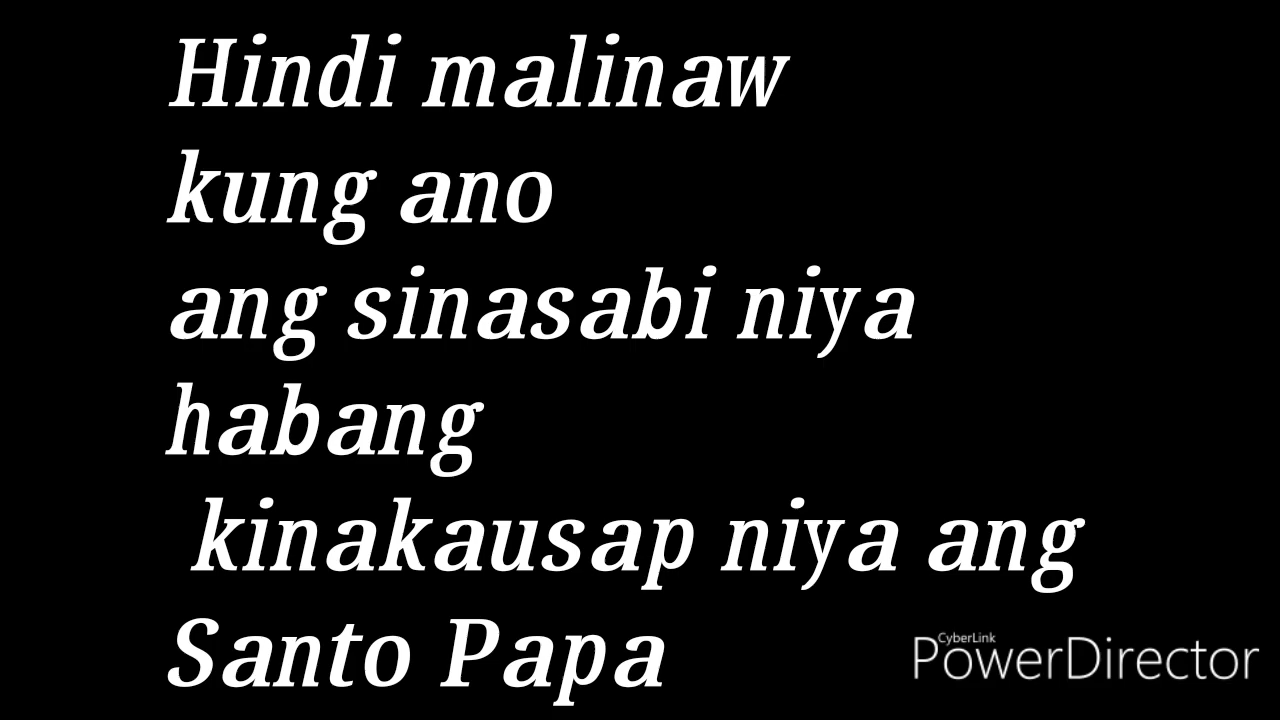 Hindi malinaw
kung ano
ang sinasabi niya
habang
kinakausap niya ang
Santo Papa
CyberLink
PowerDirector